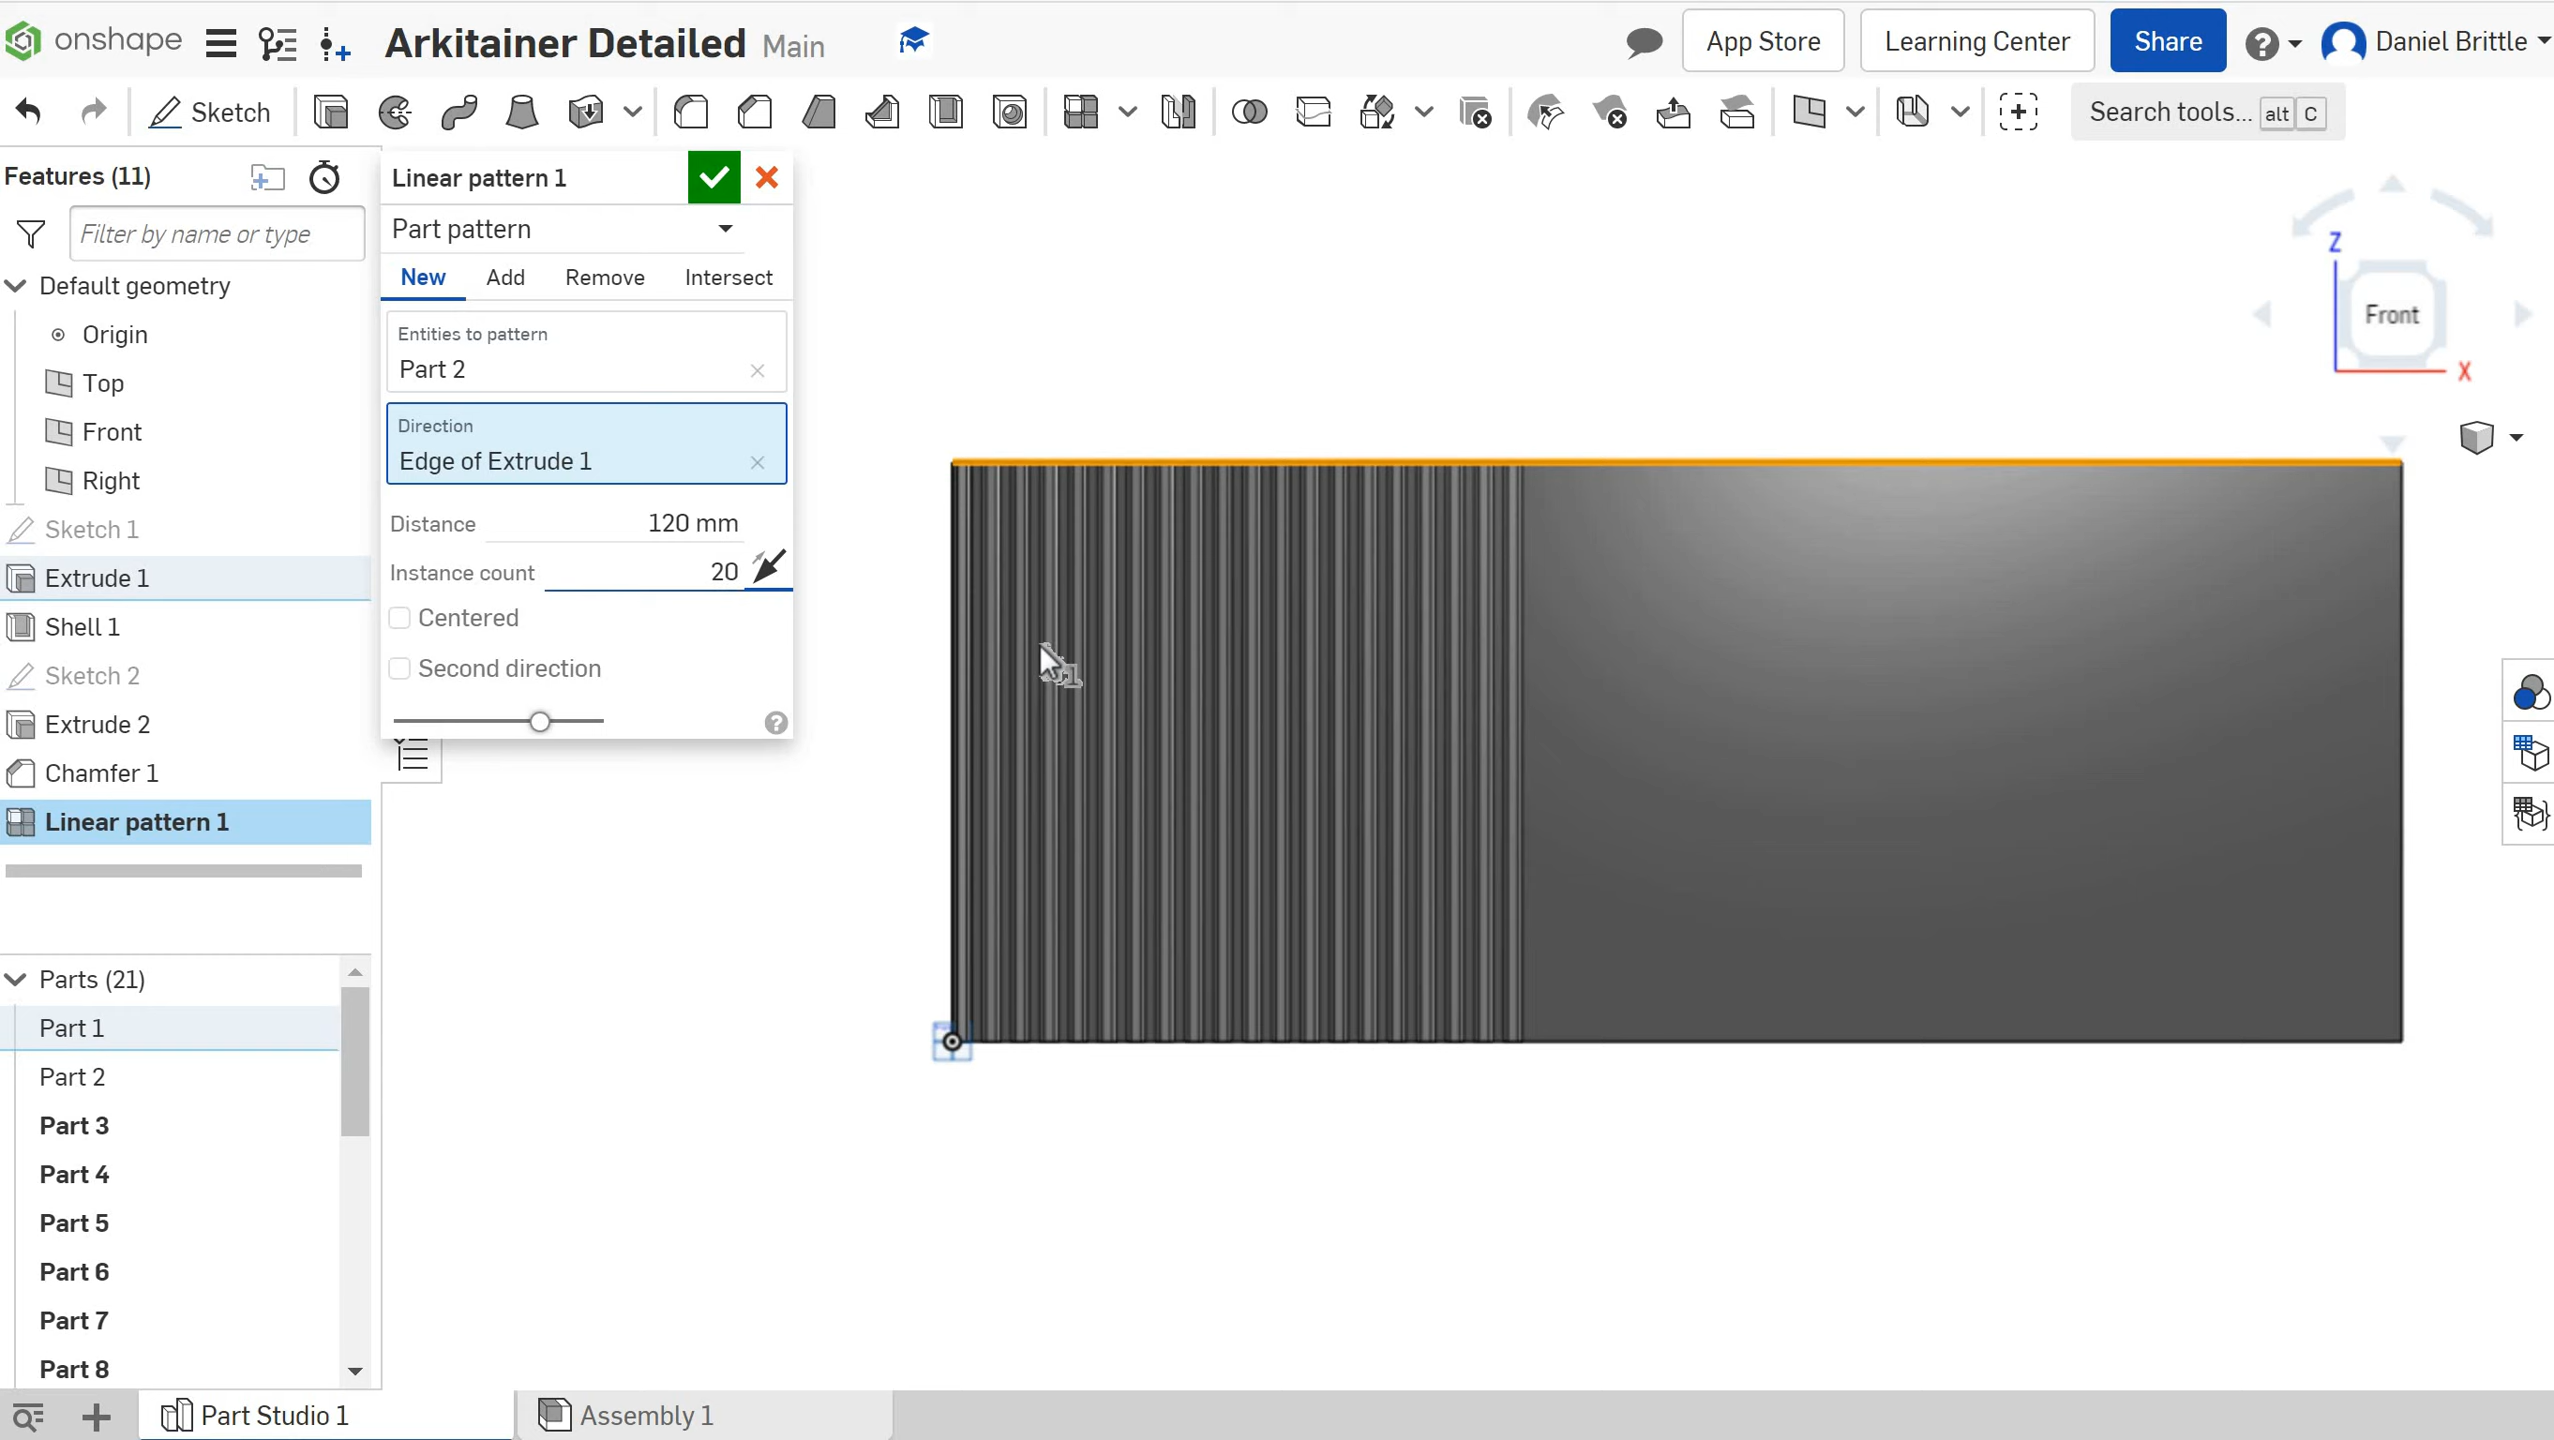 onshape
Arkitainer Detailed Main
App Store
Learning Center
Share
Daniel Brittle
Sketch
Search tools... alt C
Features (11)
Filter by name or type
Default geometry
Origin
Top
Front
Right
Sketch 1
Extrude 1
Shell 1
Sketch 2
Extrude 2
Chamfer 1
Linear pattern 1
Parts (21)
Part 1
Part 2
Part 3
Part 4
Part 5
Part 6
Part 7
Part 8
Linear pattern 1
Part pattern
New Add Remove Intersect
Entities to pattern
Part 2
Direction
Edge of Extrude 1
Distance 120 mm
Instance count 20
Centered
Second direction
Z
Front
X
Part Studio 1
Assembly 1